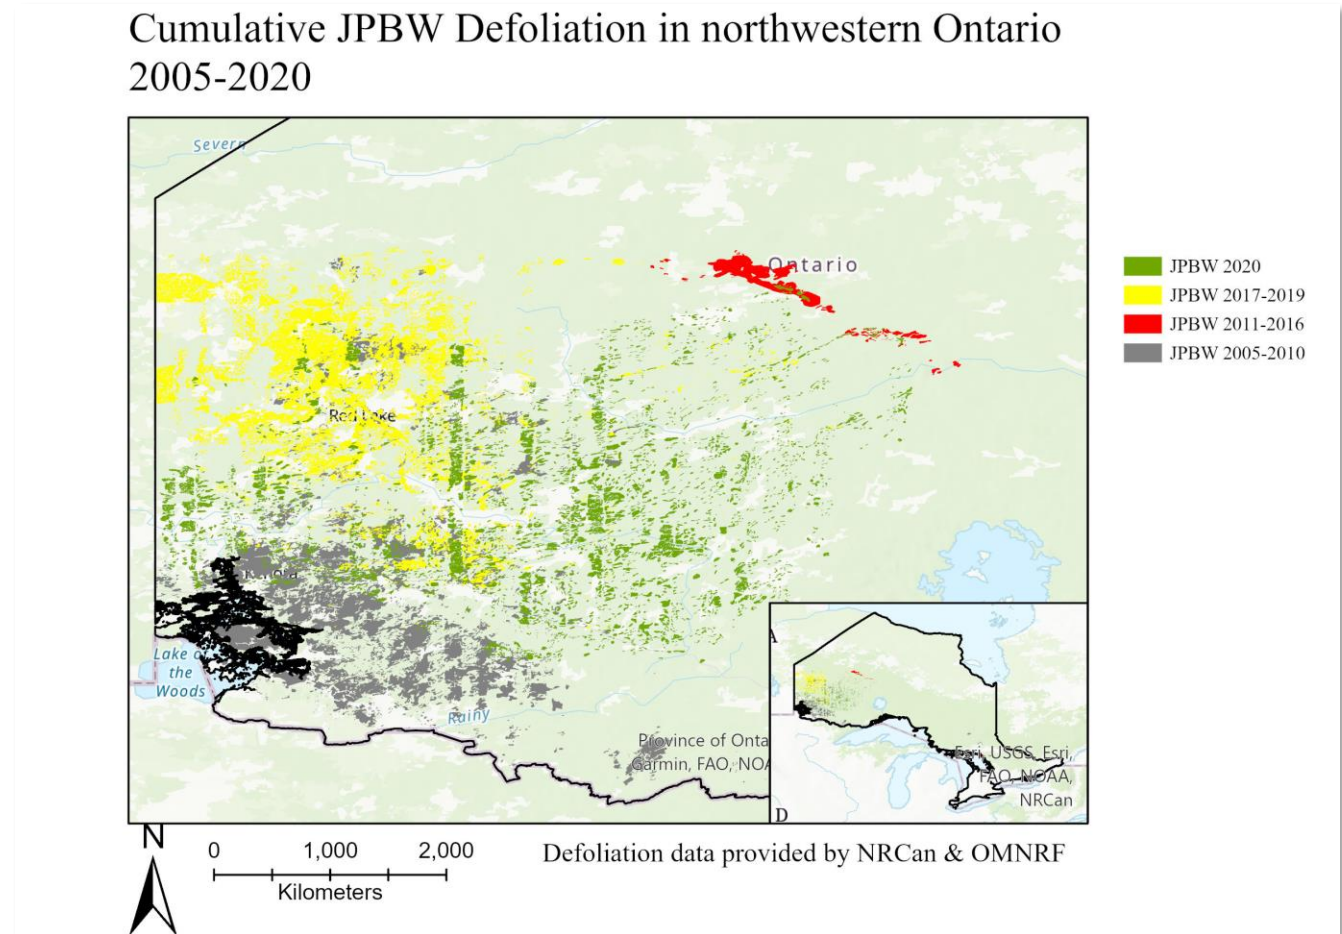 Cumulative JPBW Defoliation in northwestern Ontario
2005-2020
Severn
Ontario
JPBW 2020
JPBW 2017-2019
JPBW 2011-2016
JPBW 2005-2010
Red Lake
Lake of
the
Woods
Rainy
Province of Onta
Garmin, FAO, NOA
A
Esri, USGS, Esri,
FAO, NOAA,
NRCan
D
N
0 1,000 2,000
Kilometers
Defoliation data provided by NRCan & OMNRF